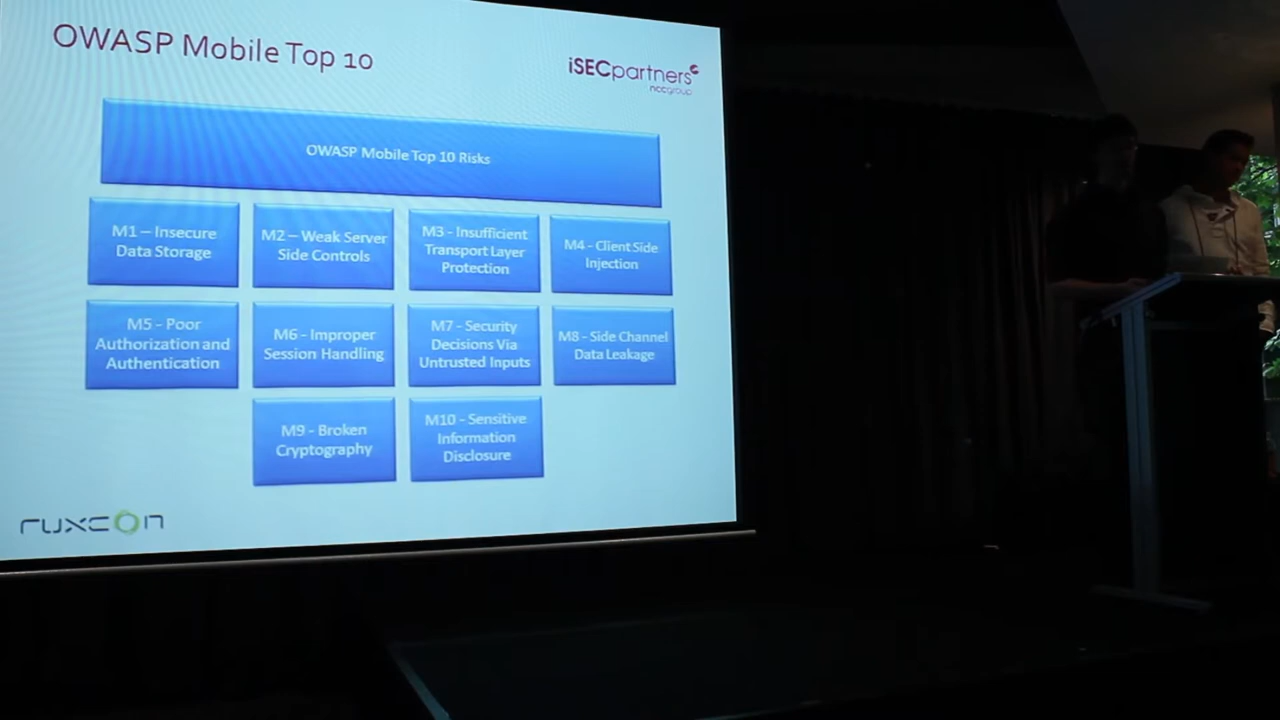 OWASP Mobile Top 10
iSECpartners
nccgroup
OWASP Mobile Top 10 Risks
M1 – Insecure
Data Storage
M2 – Weak Server
Side Controls
M3 - Insufficient
Transport Layer
Protection
M4 - Client Side
Injection
M5 - Poor
Authorization and
Authentication
M6 - Improper
Session Handling
M7 - Security
Decisions Via
Untrusted Inputs
M8 - Side Channel
Data Leakage
M9 - Broken
Cryptography
M10 - Sensitive
Information
Disclosure
ruxcon